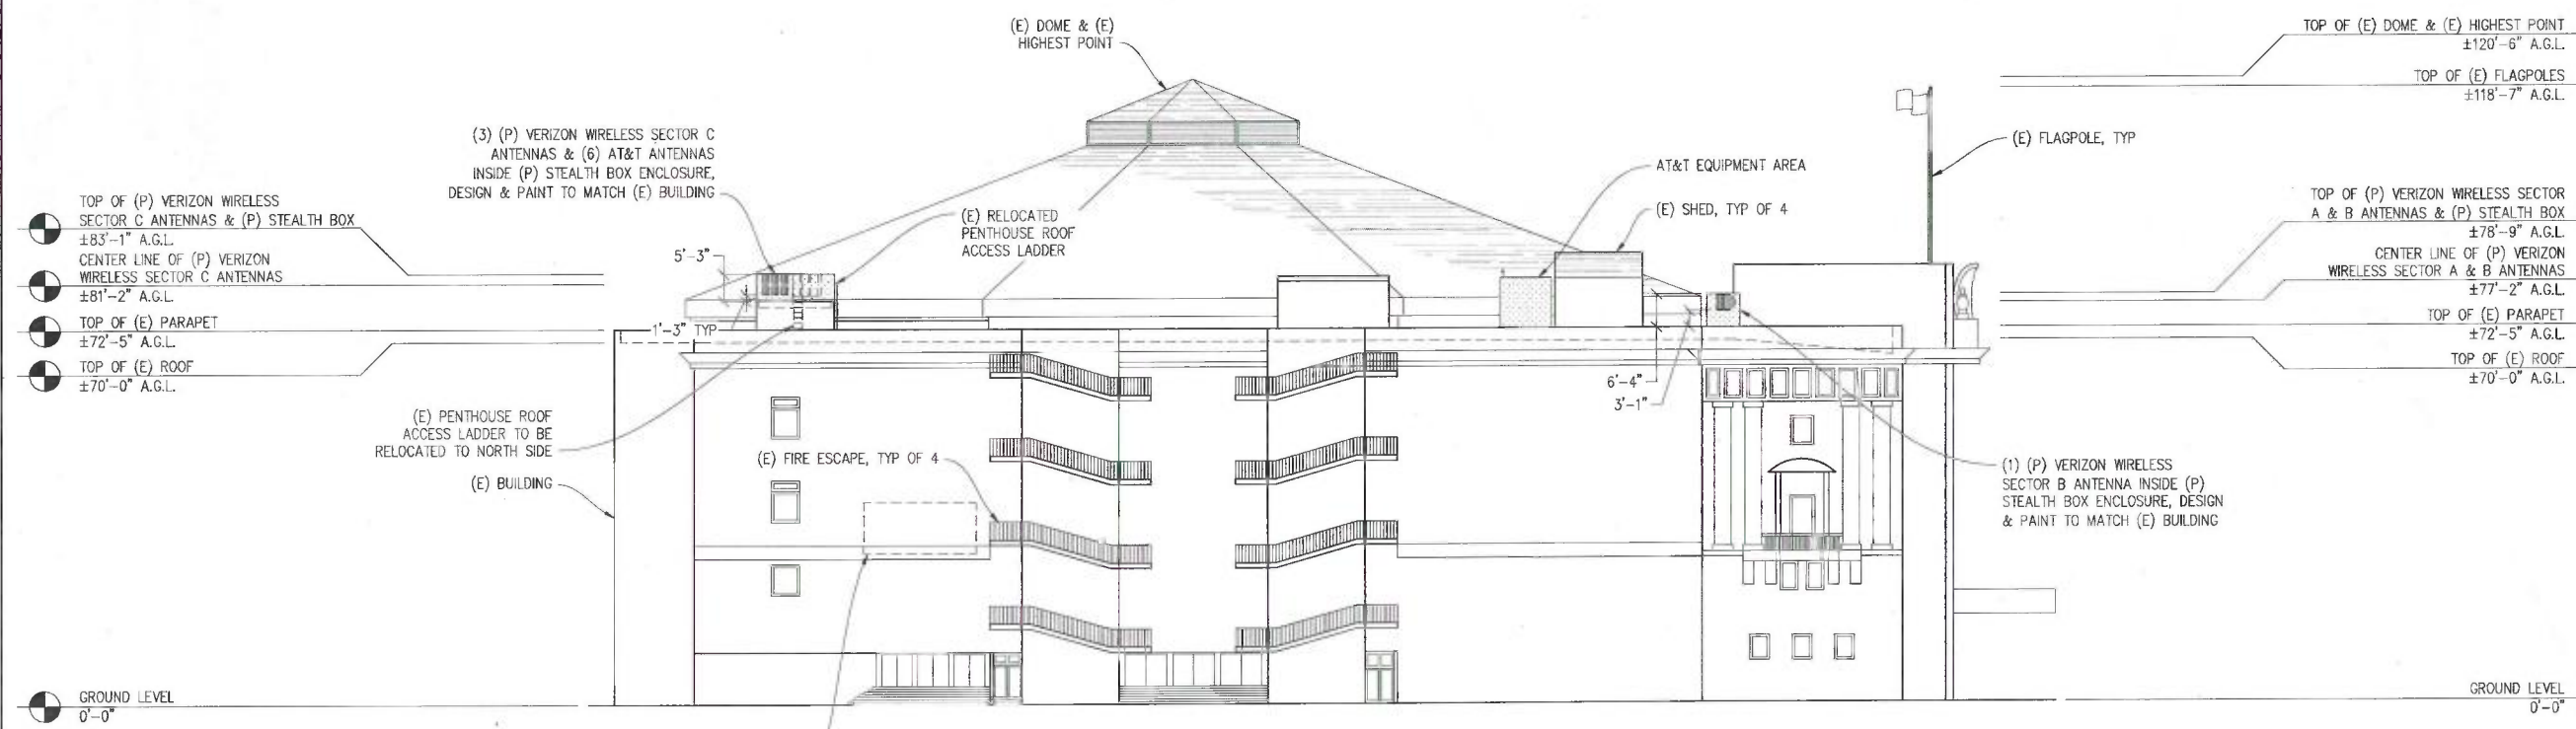 (E) DOME & (E)
HIGHEST POINT
TOP OF (E) DOME & (E) HIGHEST POINT
±120'-6" A.G.L.
TOP OF (E) FLAGPOLES
±118'-7" A.G.L.
(3) (P) VERIZON WIRELESS SECTOR C
ANTENNAS & (6) AT&T ANTENNAS
INSIDE (P) STEALTH BOX ENCLOSURE,
DESIGN & PAINT TO MATCH (E) BUILDING
(E) FLAGPOLE, TYP
AT&T EQUIPMENT AREA
(E) SHED, TYP OF 4
(E) RELOCATED
PENTHOUSE ROOF
ACCESS LADDER
TOP OF (P) VERIZON WIRELESS
SECTOR C ANTENNAS & (P) STEALTH BOX
±83'-1" A.G.L.
CENTER LINE OF (P) VERIZON
WIRELESS SECTOR C ANTENNAS
±81'-2" A.G.L.
TOP OF (E) PARAPET
±72'-5" A.G.L.
TOP OF (E) ROOF
±70'-0" A.G.L.
5'-3"
1'-3" TYP
TOP OF (P) VERIZON WIRELESS SECTOR
A & B ANTENNAS & (P) STEALTH BOX
±78'-9" A.G.L.
CENTER LINE OF (P) VERIZON
WIRELESS SECTOR A & B ANTENNAS
±77'-2" A.G.L.
TOP OF (E) PARAPET
±72'-5" A.G.L.
TOP OF (E) ROOF
±70'-0" A.G.L.
6'-4"
3'-1"
(E) PENTHOUSE ROOF
ACCESS LADDER TO BE
RELOCATED TO NORTH SIDE
(E) BUILDING
(E) FIRE ESCAPE, TYP OF 4
(1) (P) VERIZON WIRELESS
SECTOR B ANTENNA INSIDE (P)
STEALTH BOX ENCLOSURE, DESIGN
& PAINT TO MATCH (E) BUILDING
GROUND LEVEL
0'-0"
GROUND LEVEL
0'-0"